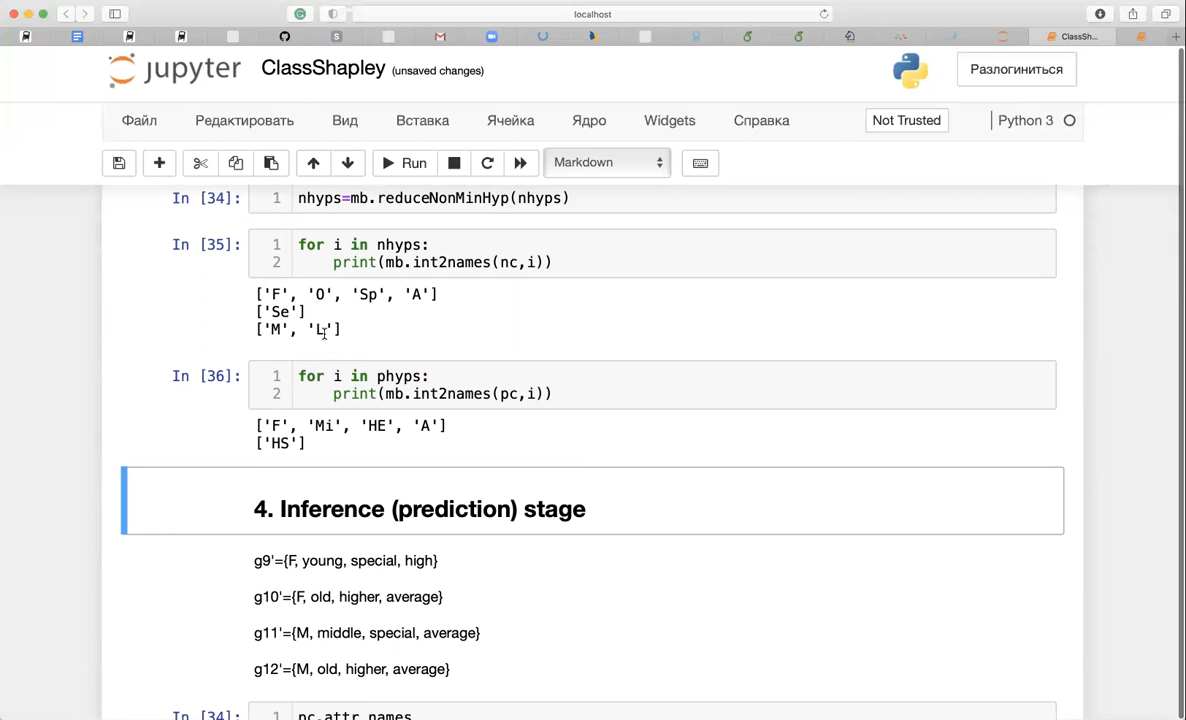 localhost
ClassSh...
jupyter ClassShapley (unsaved changes)
Разлогиниться
Файл Редактировать Вид Вставка Ячейка Ядро Widgets Справка Not Trusted Python 3
Run Markdown
In [34]: 1 nhyps=mb.reduceNonMinHyp(nhyps)
In [35]: 1 for i in nhyps:
2 print(mb.int2names(nc,i))
['F', 'O', 'Sp', 'A']
['Se']
['M', 'L']
In [36]: 1 for i in phyps:
2 print(mb.int2names(pc,i))
['F', 'Mi', 'HE', 'A']
['HS']
4. Inference (prediction) stage
g9'={F, young, special, high}
g10'={F, old, higher, average}
g11'={M, middle, special, average}
g12'={M, old, higher, average}
In [34]: 1 pc.attr_names